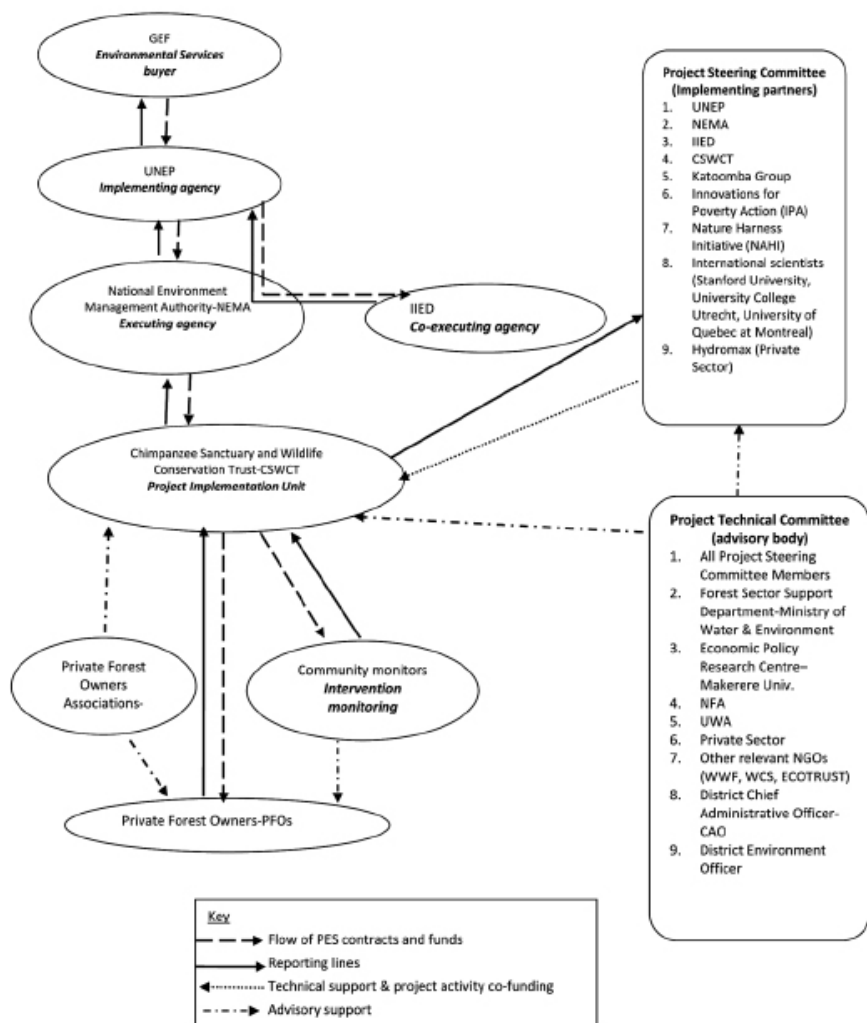 GEF
Environmental Services
buyer
UNEP
Implementing agency
National Environment
Management Authority-NEMA
Executing agency
IIED
Co-executing agency
Chimpanzee Sanctuary and Wildlife
Conservation Trust-CSWCT
Project Implementation Unit
Private Forest
Owners
Associations-
Community monitors
Intervention
monitoring
Private Forest Owners-PFOs
Project Steering Committee
(Implementing partners)
1. UNEP
2. NEMA
3. IIED
4. CSWCT
5. Katoomba Group
6. Innovations for
Poverty Action (IPA)
7. Nature Harness
Initiative (NAHI)
8. International scientists
(Stanford University,
University College
Utrecht, University of
Quebec at Montreal)
9. Hydromax (Private
Sector)
Project Technical Committee
(advisory body)
1. All Project Steering
Committee Members
2. Forest Sector Support
Department-Ministry of
Water & Environment
3. Economic Policy
Research Centre–
Makerere Univ.
4. NFA
5. UWA
6. Private Sector
7. Other relevant NGOs
(WWF, WCS, ECOTRUST)
8. District Chief
Administrative Officer-
CAO
9. District Environment
Officer
Key
Flow of PES contracts and funds
Reporting lines
Technical support & project activity co-funding
Advisory support